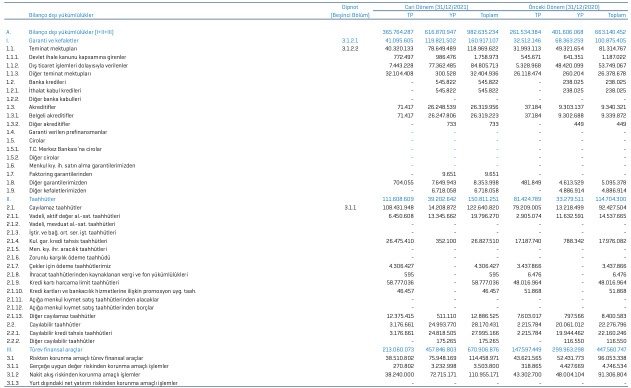 Dipnot Cari Dönem (31/12/2021) Önceki Dönem (31/12/2020)
Bilanço dışı yükümlülükler (Beşinci Bölüm) TP YP Toplam TP YP Toplam
A. Bilanço dışı yükümlülükler (I+II+III) 365.764.287 616.870.947 982.635.234 261.534.384 401.606.068 663.140.452
I. Garanti ve kefaletler 3.1.2.1 41.095.605 119.821.502 160.917.107 32.512.146 68.363.259 100.875.405
1.1. Teminat mektupları 3.1.2.2 40.320.133 78.649.489 118.969.622 31.993.113 49.321.654 81.314.767
1.1.1. Devlet ihale kanunu kapsamına girenler 772.497 986.476 1.758.973 545.671 641.351 1.187.022
1.1.2. Dış ticaret işlemleri dolayısıyla verilenler 7.443.228 77.362.485 84.805.713 5.328.968 48.420.099 53.749.067
1.1.3. Diğer teminat mektupları 32.104.408 300.528 32.404.936 26.118.474 260.204 26.378.678
1.2. Banka kredileri - 545.822 545.822 - 238.025 238.025
1.2.1. İthalat kabul kredileri - 545.822 545.822 - 238.025 238.025
1.2.2. Diğer banka kabulleri - - - - - -
1.3. Akreditifler 71.417 26.248.539 26.319.956 37.184 9.303.137 9.340.321
1.3.1. Belgeli akreditifler 71.417 26.247.806 26.319.223 37.184 9.302.688 9.339.872
1.3.2. Diğer akreditifler - 733 733 - 449 449
1.4. Garanti verilen prefinansmanlar - - - - - -
1.5. Cirolar - - - - - -
1.5.1. T.C. Merkez Bankası'na cirolar - - - - - -
1.5.2. Diğer cirolar - - - - - -
1.6. Menkul kıy. ih. satın alma garantilerimizden - - - - - -
1.7. Faktoring garantilerinden - 9.651 9.651 - - -
1.8. Diğer garantilerimizden 704.055 7.649.943 8.353.998 481.849 4.613.529 5.095.378
1.9. Diğer kefaletlerimizden - 6.718.058 6.718.058 - 4.886.914 4.886.914
II. Taahhütler 111.608.609 39.202.642 150.811.251 81.424.789 33.279.511 114.704.300
2.1. Cayılamaz taahhütler 3.1.1 108.431.948 14.208.872 122.640.820 79.209.005 13.218.499 92.427.504
2.1.1. Vadeli, aktif değer al.-sat. taahhütleri 6.450.608 13.345.662 19.796.270 2.905.074 11.632.591 14.537.665
2.1.2. Vadeli, mevduat al.-sat. taahhütleri - - - - - -
2.1.3. İştir. ve bağ. ort. ser. işt. taahhütleri - - - - - -
2.1.4. Kul. gar. kredi tahsis taahhütleri 26.475.410 352.100 26.827.510 17.187.740 788.342 17.976.082
2.1.5. Men. kıy. ihr. aracılık taahhütleri - - - - - -
2.1.6. Zorunlu karşılık ödeme taahhüdü - - - - - -
2.1.7. Çekler için ödeme taahhütlerimiz 4.306.427 - 4.306.427 3.437.866 - 3.437.866
2.1.8. İhracat taahhütlerinden kaynaklanan vergi ve fon yükümlülükleri 595 - 595 6.476 - 6.476
2.1.9. Kredi kartı harcama limit taahhütleri 58.777.036 - 58.777.036 48.016.964 - 48.016.964
2.1.10. Kredi kartları ve bankacılık hizmetlerine ilişkin promosyon uyg. taah. 46.457 - 46.457 51.868 - 51.868
2.1.11. Açığa menkul kıymet satış taahhütlerinden alacaklar - - - - - -
2.1.12. Açığa menkul kıymet satış taahhütlerinden borçlar - - - - - -
2.1.13. Diğer cayılamaz taahhütler 12.375.415 511.110 12.886.525 7.603.017 797.566 8.400.583
2.2. Cayılabilir taahhütler 3.176.661 24.993.770 28.170.431 2.215.784 20.061.012 22.276.796
2.2.1. Cayılabilir kredi tahsis taahhütleri 3.176.661 24.818.505 27.995.166 2.215.784 19.944.462 22.160.246
2.2.2. Diğer cayılabilir taahhütler - 175.265 175.265 - 116.550 116.550
III. Türev finansal araçlar 213.060.073 457.846.803 670.906.876 147.597.449 299.963.298 447.560.747
3.1 Riskten korunma amaçlı türev finansal araçlar 38.510.802 75.948.169 114.458.971 43.621.565 52.431.773 96.053.338
3.1.1 Gerçeğe uygun değer riskinden korunma amaçlı işlemler 270.802 3.232.998 3.503.800 318.865 4.427.669 4.746.534
3.1.2 Nakit akış riskinden korunma amaçlı işlemler 38.240.000 72.715.171 110.955.171 43.302.700 48.004.104 91.306.804
3.1.3 Yurt dışındaki net yatırım riskinden korunma amaçlı işlemler - - - - - -